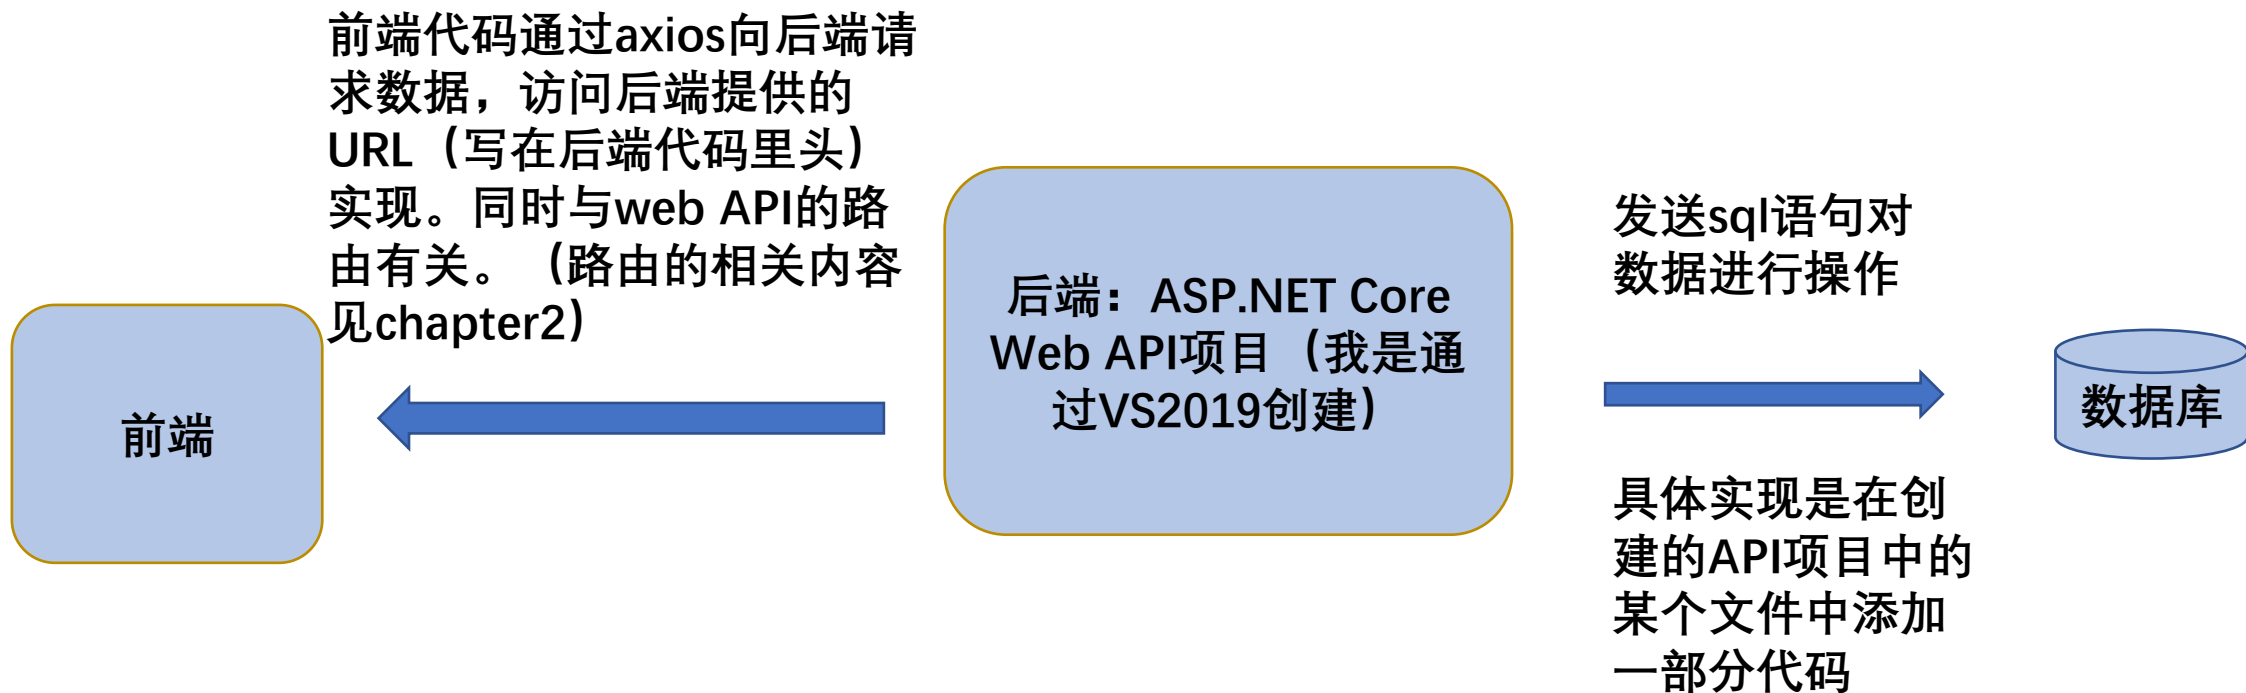 前端代码通过axios向后端请
求数据，访问后端提供的
URL（写在后端代码里头）
实现。同时与web API的路
由有关。（路由的相关内容
见chapter2）
前端
后端：ASP.NET Core
Web API项目（我是通
过VS2019创建）
发送sql语句对
数据进行操作
数据库
具体实现是在创
建的API项目中的
某个文件中添加
一部分代码